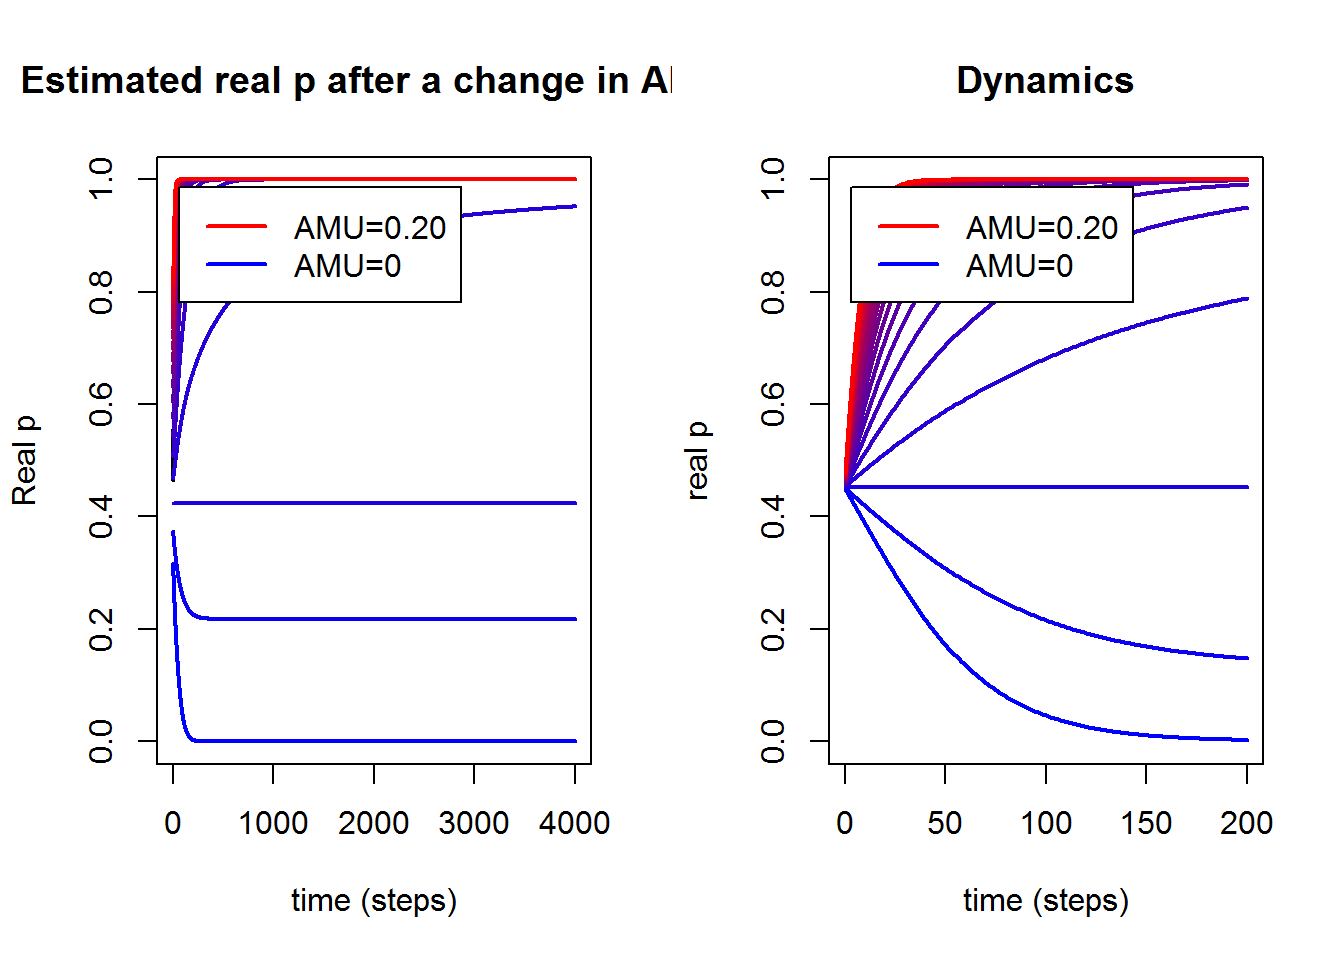 Estimated real p after a change in
Real p
1.0
0.8
0.6
0.4
0.2
0.0
AMU=0.20
AMU=0
0 1000 2000 3000 4000
time (steps)
Dynamics
real p
1.0
0.8
0.6
0.4
0.2
0.0
AMU=0.20
AMU=0
0 50 100 150 200
time (steps)